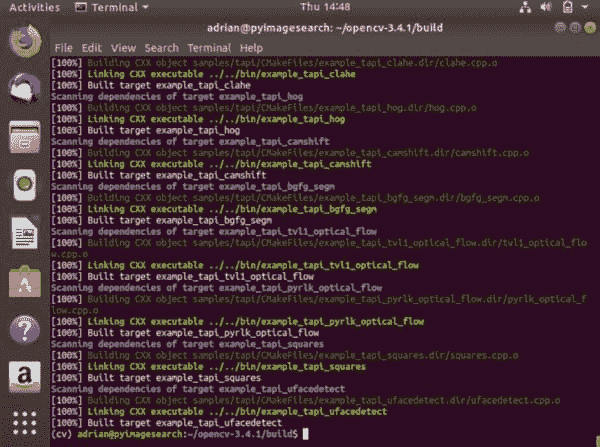 Activities Terminal Thu 14:48
adrian@pyimagesearch: ~/opencv-3.4.1/build
File Edit View Search Terminal Help
[100%] Building CXX object samples/tapi/CMakeFiles/example_tapi_clahe.dir/clahe.cpp.o
[100%] Linking CXX executable ../../bin/example_tapi_clahe
[100%] Built target example_tapi_clahe
Scanning dependencies of target example_tapi_hog
[100%] Building CXX object samples/tapi/CMakeFiles/example_tapi_hog.dir/hog.cpp.o
[100%] Linking CXX executable ../../bin/example_tapi_hog
[100%] Built target example_tapi_hog
Scanning dependencies of target example_tapi_camshift
[100%] Building CXX object samples/tapi/CMakeFiles/example_tapi_camshift.dir/camshift.cpp.o
[100%] Linking CXX executable ../../bin/example_tapi_camshift
[100%] Built target example_tapi_camshift
Scanning dependencies of target example_tapi_bgfg_segm
[100%] Building CXX object samples/tapi/CMakeFiles/example_tapi_bgfg_segm.dir/bgfg_segm.cpp.o
[100%] Linking CXX executable ../../bin/example_tapi_bgfg_segm
[100%] Built target example_tapi_bgfg_segm
Scanning dependencies of target example_tapi_tvl1_optical_flow
[100%] Building CXX object samples/tapi/CMakeFiles/example_tapi_tvl1_optical_flow.dir/tvl1_optical_flo
w.cpp.o
[100%] Linking CXX executable ../../bin/example_tapi_tvl1_optical_flow
[100%] Built target example_tapi_tvl1_optical_flow
Scanning dependencies of target example_tapi_pyrlk_optical_flow
[100%] Building CXX object samples/tapi/CMakeFiles/example_tapi_pyrlk_optical_flow.dir/pyrlk_optical_f
low.cpp.o
[100%] Linking CXX executable ../../bin/example_tapi_pyrlk_optical_flow
[100%] Built target example_tapi_pyrlk_optical_flow
Scanning dependencies of target example_tapi_squares
[100%] Building CXX object samples/tapi/CMakeFiles/example_tapi_squares.dir/squares.cpp.o
[100%] Linking CXX executable ../../bin/example_tapi_squares
[100%] Built target example_tapi_squares
Scanning dependencies of target example_tapi_ufacedetect
[100%] Building CXX object samples/tapi/CMakeFiles/example_tapi_ufacedetect.dir/ufacedetect.cpp.o
[100%] Linking CXX executable ../../bin/example_tapi_ufacedetect
[100%] Built target example_tapi_ufacedetect
(cv) adrian@pyimagesearch:~/opencv-3.4.1/build$